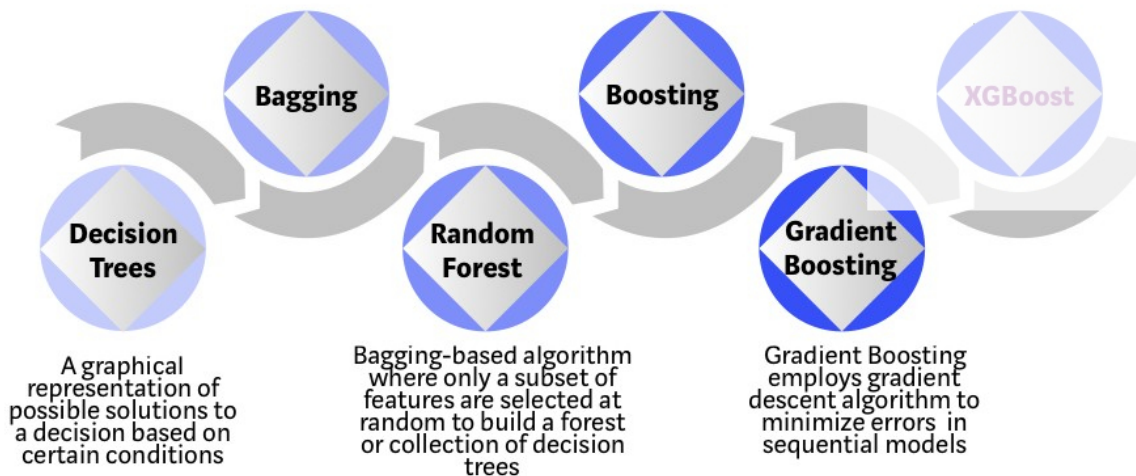 Bagging
Boosting
XGBoost
Decision
Trees
Random
Forest
Gradient
Boosting
A graphical
representation of
possible solutions to
a decision based on
certain conditions
Bagging-based algorithm
where only a subset of
features are selected at
random to build a forest
or collection of decision
trees
Gradient Boosting
employs gradient
descent algorithm to
minimize errors in
sequential models